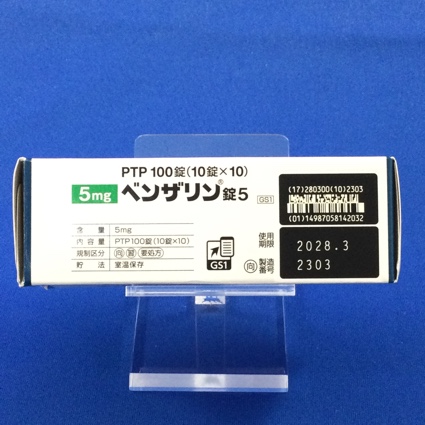 PTP 100錠(10錠×10)
5mg ベンザリン®錠5 GS1
含量 5mg
内容量 PTP100錠(10錠×10)
規制区分 向 習 要処方
貯法 室温保存
GS1
(17)280300(10)2303
(01)14987058142032
使用期限 2028.3
向 製造番号 2303